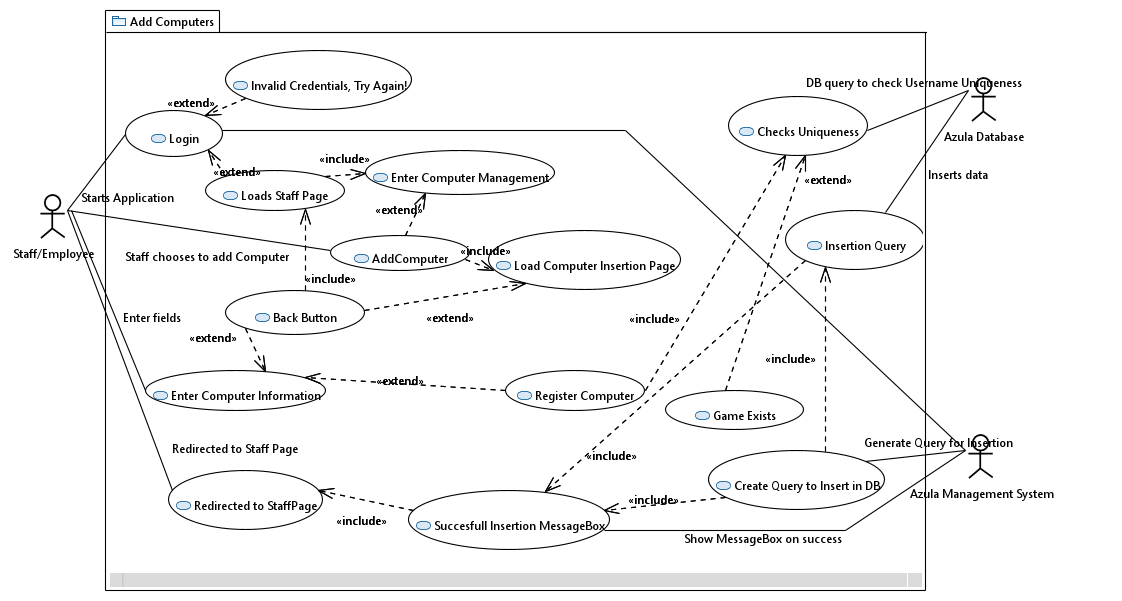 Add Computers
Invalid Credentials, Try Again!
DB query to check Username Uniqueness
«extend»
Login
Checks Uniqueness
Azula Database
«include»
«extend»
Enter Computer Management
«extend»
Inserts data
Starts Application
Loads Staff Page
«extend»
Staff/Employee
Staff chooses to add Computer
AddComputer
«include»
Load Computer Insertion Page
Insertion Query
«include»
Enter fields
Back Button
«extend»
«include»
«extend»
«include»
«extend»
Enter Computer Information
Register Computer
Game Exists
Redirected to Staff Page
Generate Query for Insertion
«include»
Redirected to StaffPage
«include»
Create Query to Insert in DB
Azula Management System
«include»
Succesfull Insertion MessageBox
Show MessageBox on success